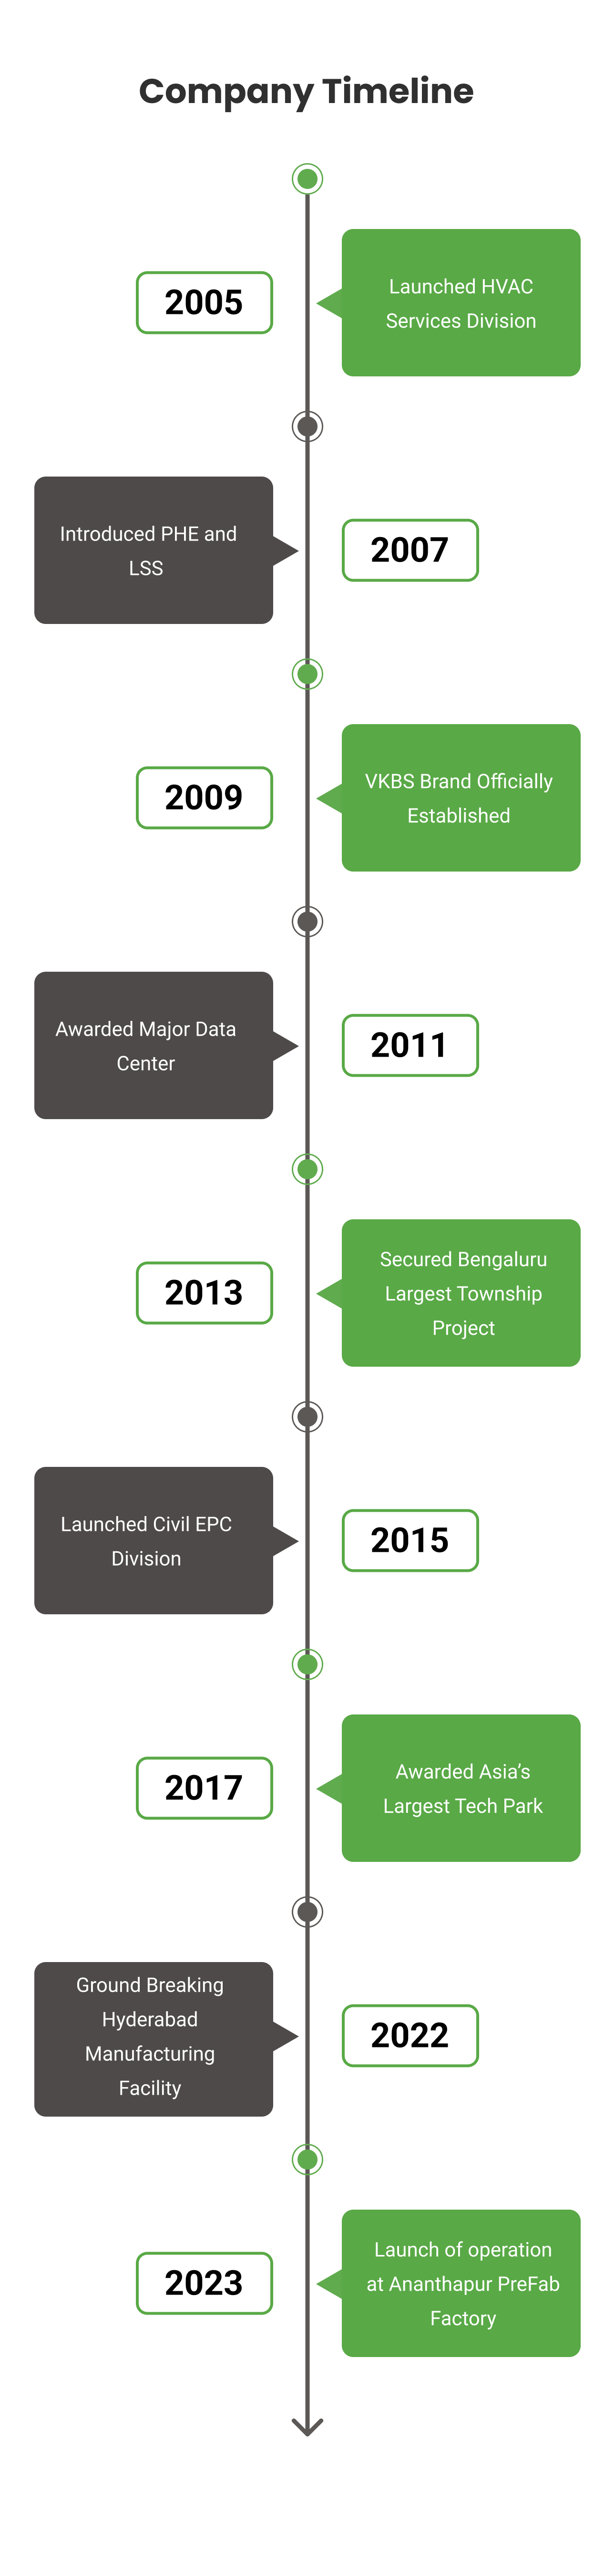 Company Timeline
2005
Launched HVAC
Services Division
Introduced PHE and
LSS
2007
2009
VKBS Brand Officially
Established
Awarded Major Data
Center
2011
2013
Secured Bengaluru
Largest Township
Project
Launched Civil EPC
Division
2015
2017
Awarded Asia’s
Largest Tech Park
Ground Breaking
Hyderabad
Manufacturing
Facility
2022
2023
Launch of operation
at Ananthapur PreFab
Factory